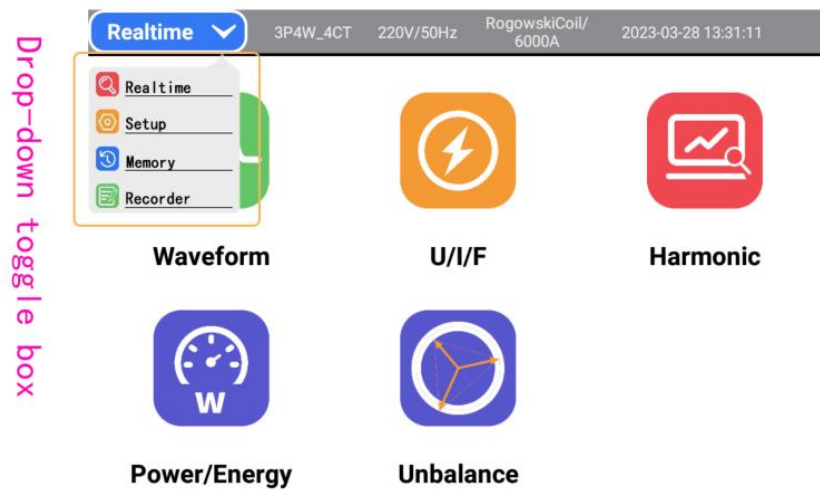 Realtime
3P4W_4CT
220V/50Hz
RogowskiCoil/
6000A
2023-03-28 13:31:11
Realtime
Setup
Memory
Recorder
Drop-down toggle box
Waveform
U/I/F
Harmonic
W
Power/Energy
Unbalance